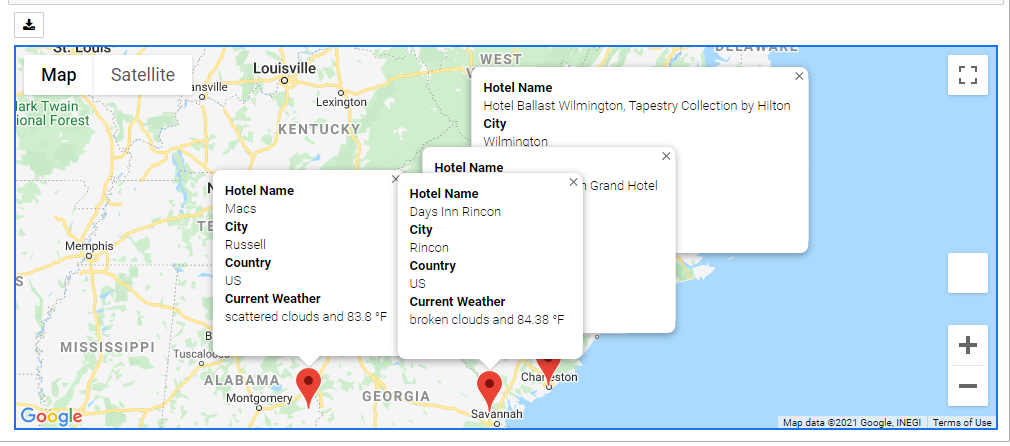 St. Louis
DELAWARE
Map
Satellite
WEST
Louisville
ansville
Lexington
lark Twain
ional Forest
KENTUCKY
Hotel Name
Hotel Ballast Wilmington, Tapestry Collection by Hilton
City
Wilmington
Hotel Name
n Grand Hotel
Hotel Name
Macs
City
Russell
Country
US
Current Weather
scattered clouds and 83.8 °F
Hotel Name
Days Inn Rincon
City
Rincon
Country
US
Current Weather
broken clouds and 84.38 °F
Memphis
MISSISSIPPI
Tuscaloosa
ALABAMA
Montgomery
GEORGIA
Charleston
Savannah
Google
Map data ©2021 Google, INEGI
Terms of Use